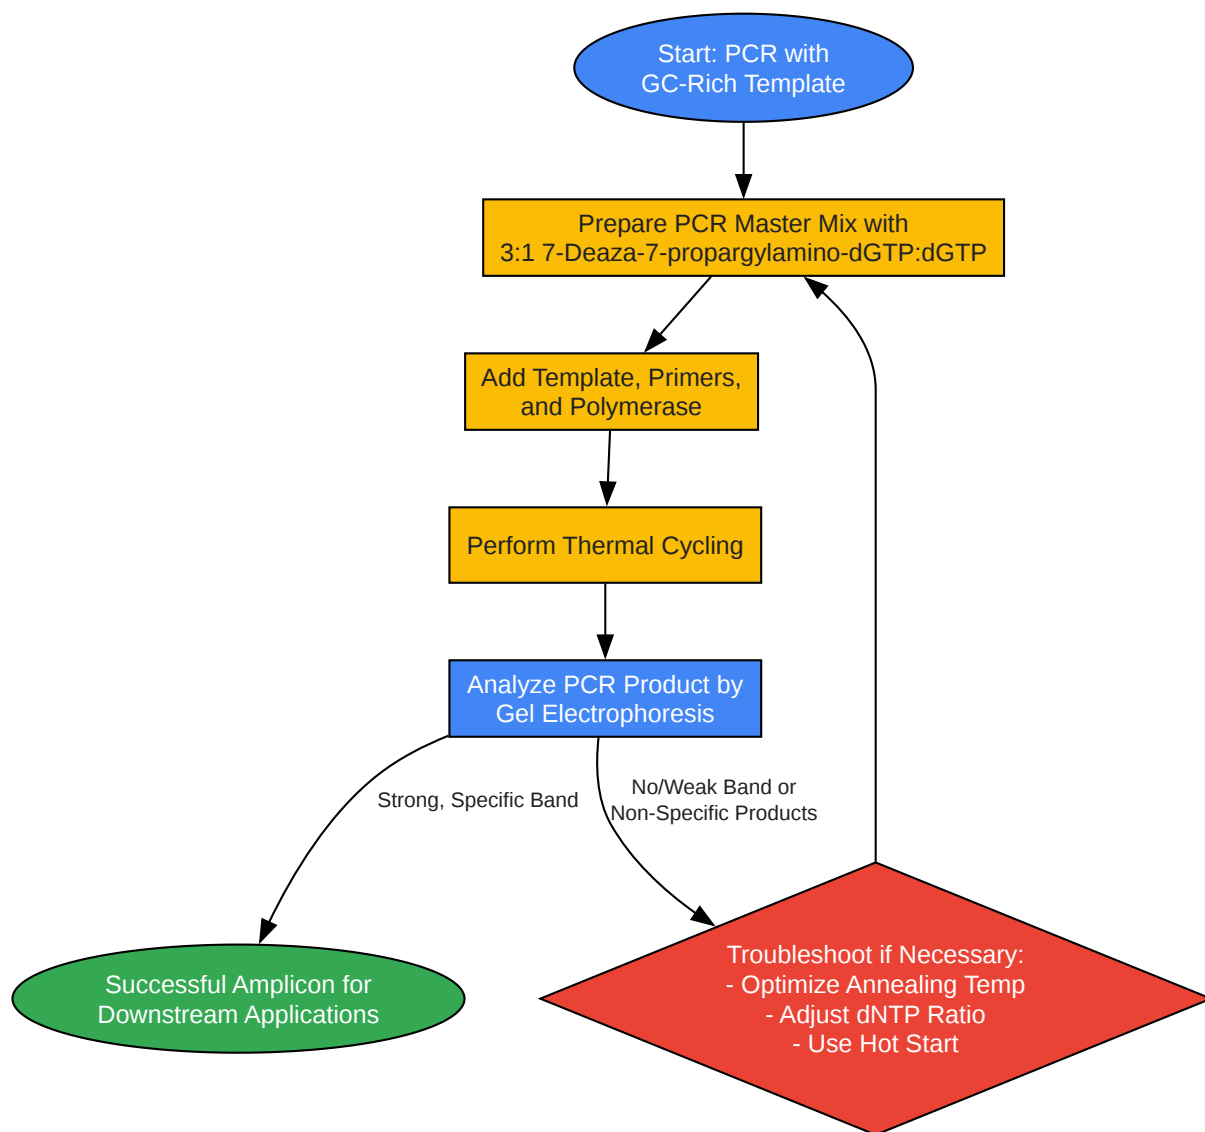 Start: PCR with
GC-Rich Template
Prepare PCR Master Mix with
3:1 7-Deaza-7-propargylamino-dGTP:dGTP
Add Template, Primers,
and Polymerase
Perform Thermal Cycling
Analyze PCR Product by
Gel Electrophoresis
Strong, Specific Band
No/Weak Band or
Non-Specific Products
Successful Amplicon for
Downstream Applications
Troubleshoot if Necessary:
- Optimize Annealing Temp
- Adjust dNTP Ratio
- Use Hot Start